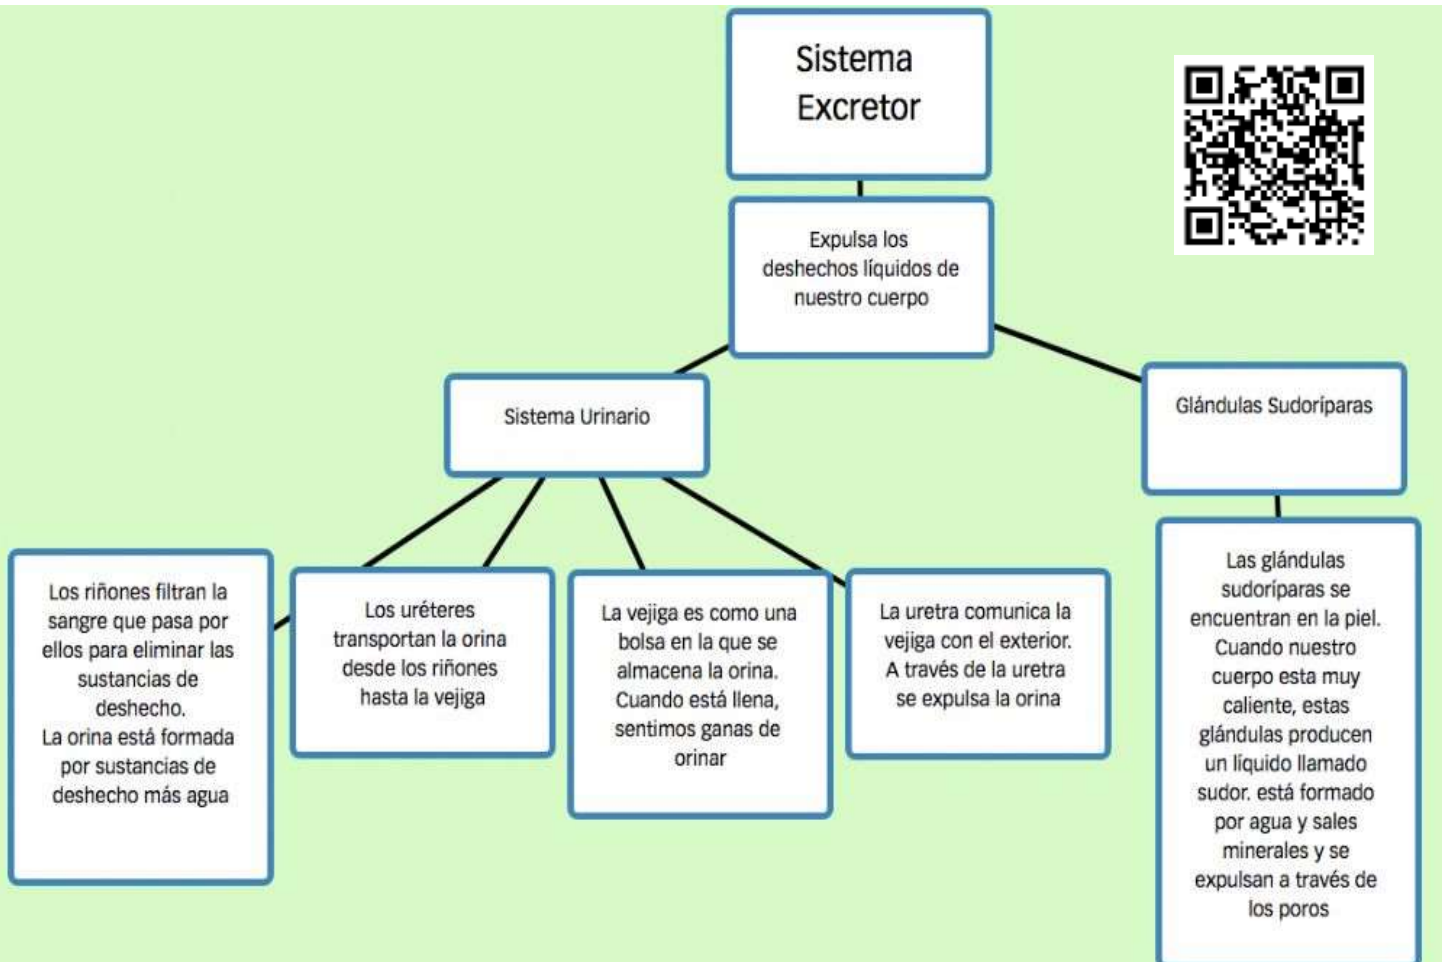 Sistema
Excretor
Expulsa los
deshechos líquidos de
nuestro cuerpo
Sistema Urinario
Glándulas Sudoríparas
Los riñones filtran la
sangre que pasa por
ellos para eliminar las
sustancias de
deshecho.
La orina está formada
por sustancias de
deshecho más agua
Los uréteres
transportan la orina
desde los riñones
hasta la vejiga
La vejiga es como una
bolsa en la que se
almacena la orina.
Cuando está llena,
sentimos ganas de
orinar
La uretra comunica la
vejiga con el exterior.
A través de la uretra
se expulsa la orina
Las glándulas
sudoríparas se
encuentran en la piel.
Cuando nuestro
cuerpo esta muy
caliente, estas
glándulas producen
un líquido llamado
sudor. está formado
por agua y sales
minerales y se
expulsan a través de
los poros